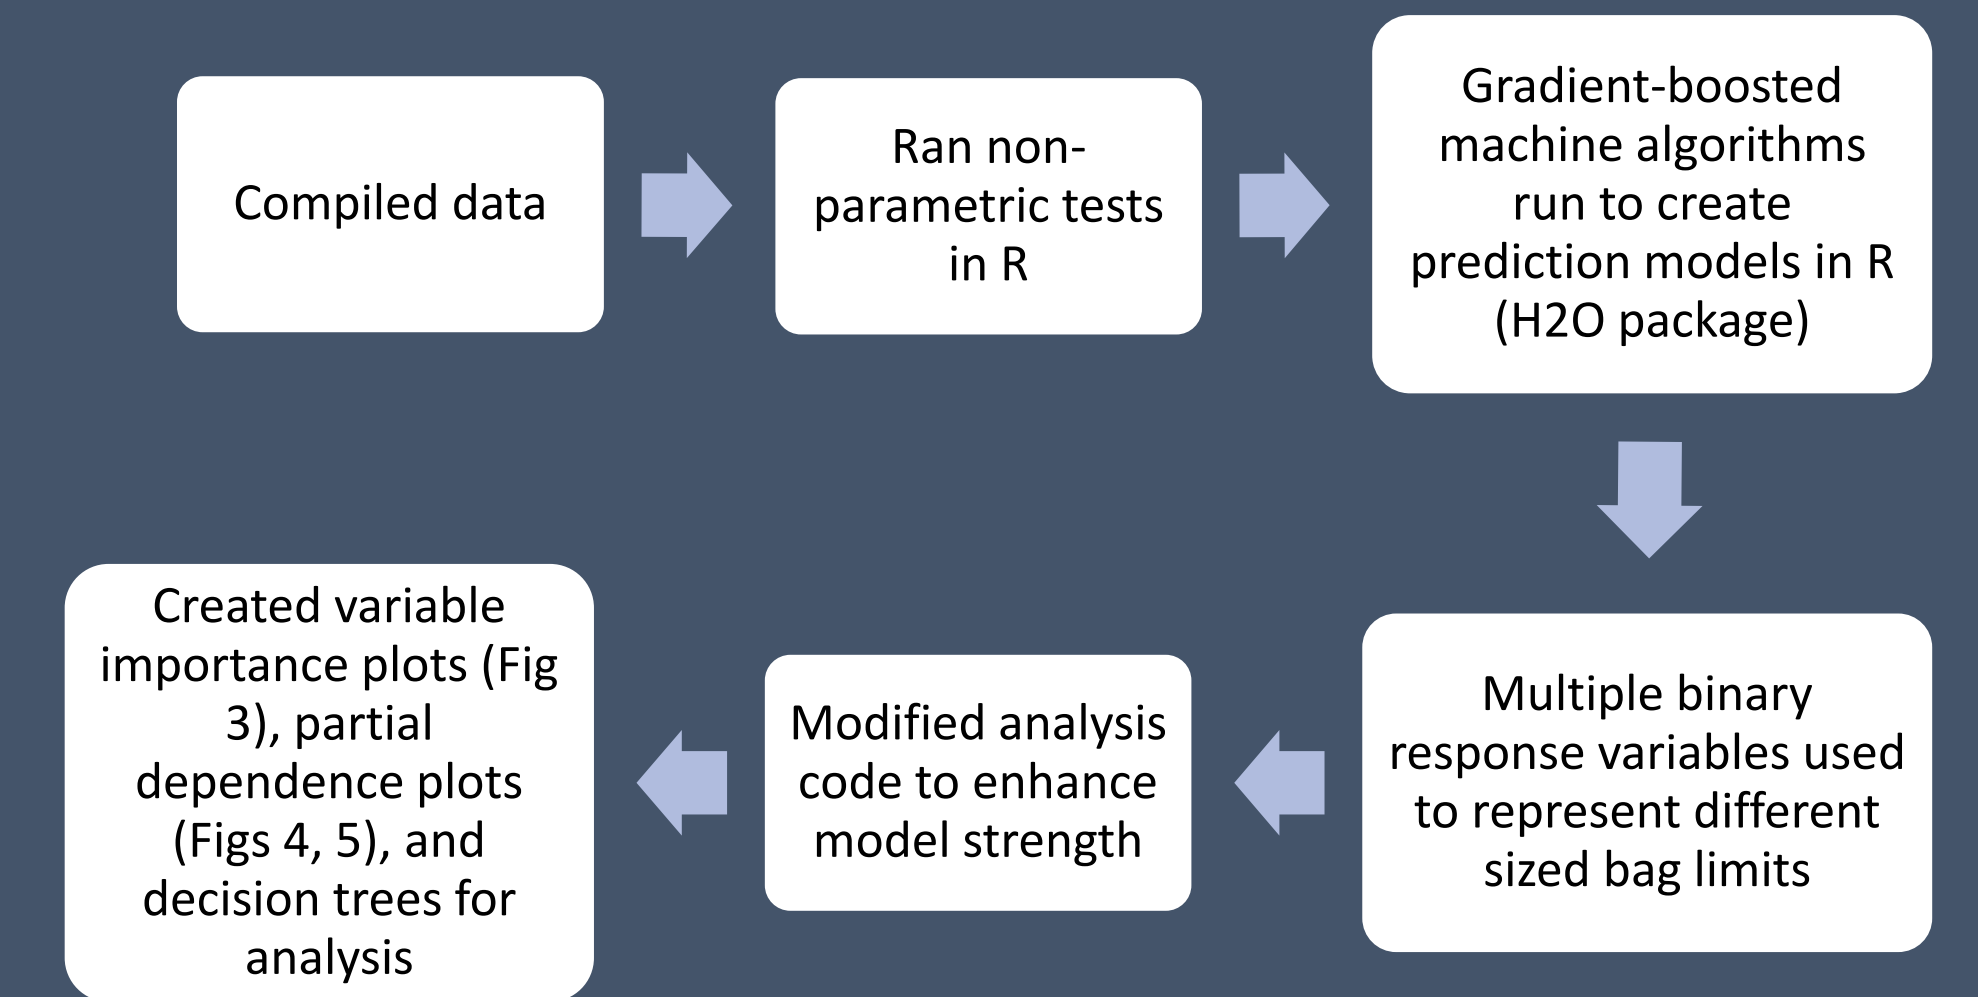 Compiled data
Ran non-
parametric tests
in R
Gradient-boosted
machine algorithms
run to create
prediction models in R
(H2O package)
Multiple binary
response variables used
to represent different
sized bag limits
Modified analysis
code to enhance
model strength
Created variable
importance plots (Fig
3), partial
dependence plots
(Figs 4, 5), and
decision trees for
analysis